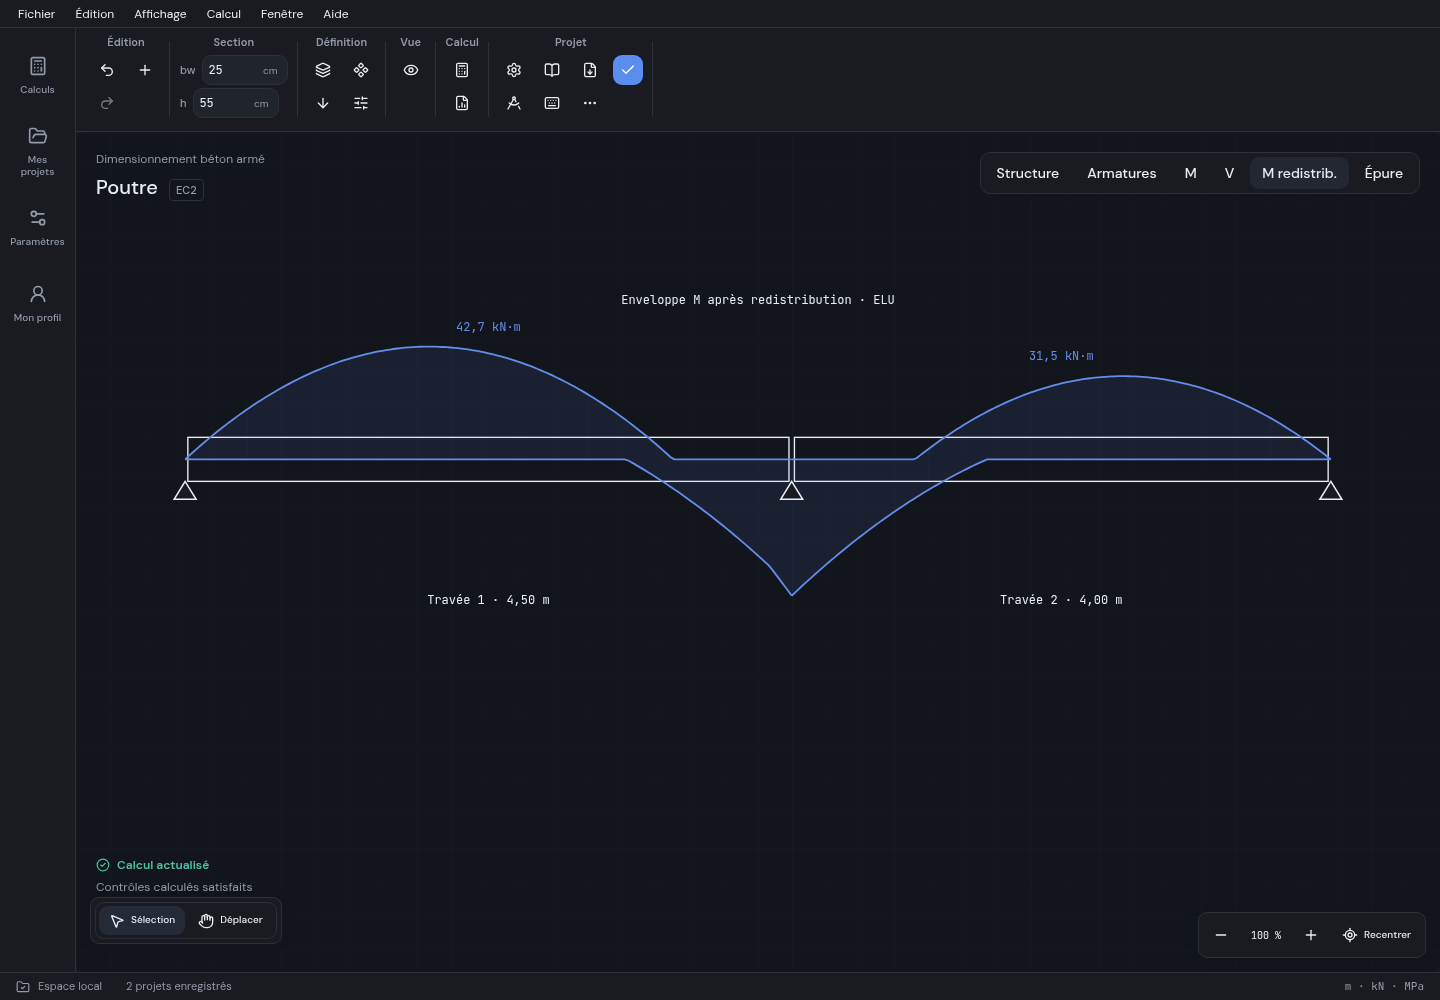 Fichier Édition Affichage Calcul Fenêtre Aide
Édition Section Définition Vue Calcul Projet
bw 25 cm
h 55 cm
Calculs
Mes
projets
Paramètres
Mon profil
Dimensionnement béton armé
Poutre EC2
Structure Armatures M V M redistrib. Épure
Enveloppe M après redistribution · ELU
42,7 kN·m
31,5 kN·m
Travée 1 · 4,50 m
Travée 2 · 4,00 m
Calcul actualisé
Contrôles calculés satisfaits
Sélection Déplacer
100 % Recentrer
Espace local 2 projets enregistrés m · kN · MPa